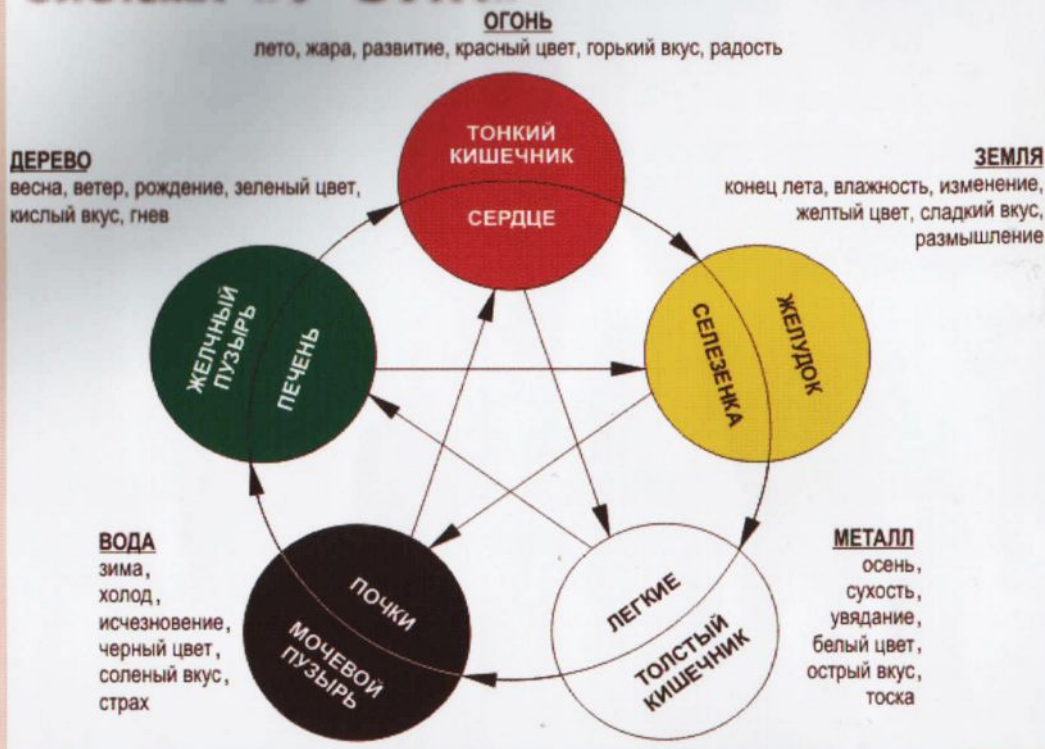 ОГОНЬ
лето, жара, развитие, красный цвет, горький вкус, радость
ТОНКИЙ
КИШЕЧНИК
СЕРДЦЕ
ДЕРЕВО
весна, ветер, рождение, зеленый цвет,
кислый вкус, гнев
ЗЕМЛЯ
конец лета, влажность, изменение,
желтый цвет, сладкий вкус,
размышление
ЖЕЛЧНЫЙ
ПУЗЫРЬ
ПЕЧЕНЬ
СЕЛЕЗЕНКА
ЖЕЛУДОК
ВОДА
зима,
холод,
исчезновение,
черный цвет,
соленый вкус,
страх
ПОЧКИ
МОЧЕВОЙ
ПУЗЫРЬ
ЛЕГКИЕ
ТОЛСТЫЙ
КИШЕЧНИК
МЕТАЛЛ
осень,
сухость,
увядание,
белый цвет,
острый вкус,
тоска